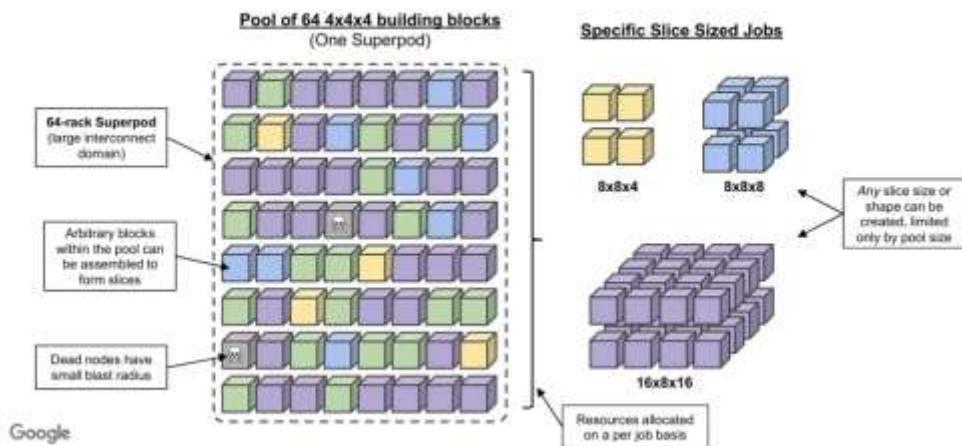 Pool of 64 4x4x4 building blocks
(One Superpod)
Specific Slice Sized Jobs
64-rack Superpod
(large interconnect
domain)
Arbitrary blocks
within the pool can
be assembled to
form slices
Dead nodes have
small blast radius
8x8x4
8x8x8
Any slice size or
shape can be
created, limited
only by pool size
16x8x16
Resources allocated
on a per job basis
Google